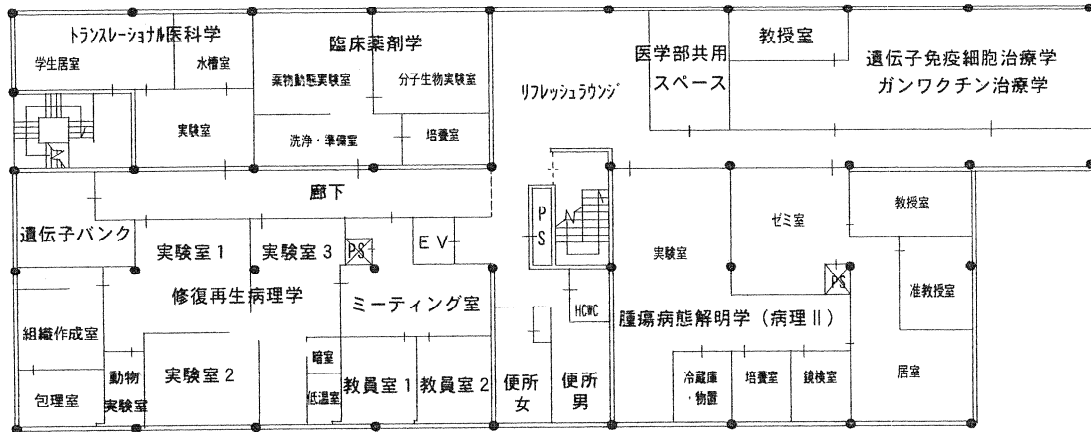 トランスレーショナル医科学
学生居室
水槽室
実験室
臨床薬剤学
薬物動態実験室
分子生物実験室
洗浄・準備室
培養室
リフレッシュラウンジ
医学部共用
スペース
教授室
遺伝子免疫細胞治療学
ガンワクチン治療学
廊下
遺伝子バンク
実験室1
実験室3
PS
EV
PS
修復再生病理学
ミーティング室
組織作成室
包理室
動物
実験室
実験室2
暗室
低温室
教員室1
教員室2
便所
女
便所
男
HCWC
実験室
ゼミ室
教授室
PS
准教授室
腫瘍病態解明学(病理Ⅱ)
冷蔵庫
・物置
培養室
鏡検室
居室